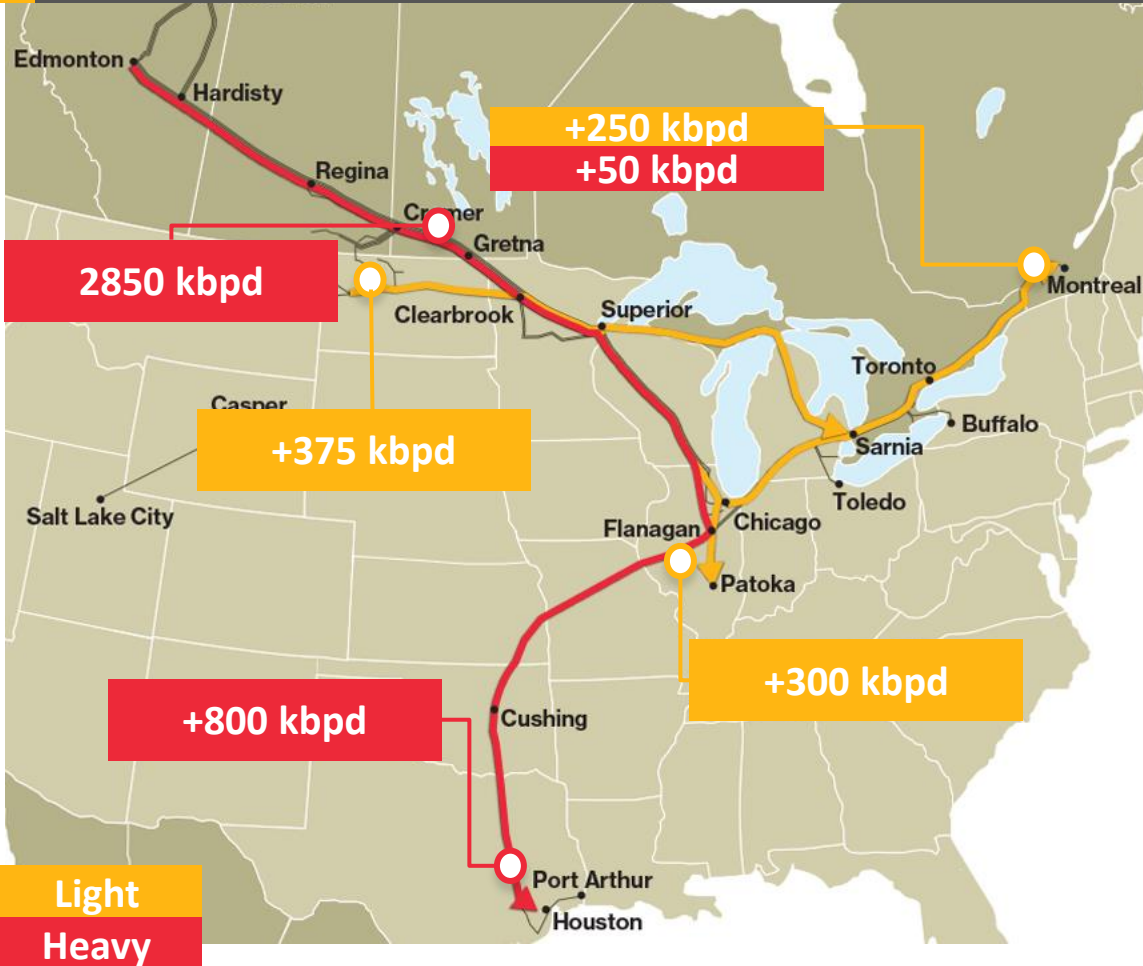 Edmonton
Hardisty
+250 kbpd
+50 kbpd
Regina
Cromer
Gretna
2850 kbpd
Montreal
Clearbrook
Superior
Toronto
Casper
Buffalo
+375 kbpd
Sarnia
Toledo
Salt Lake City
Flanagan
Chicago
Patoka
+300 kbpd
+800 kbpd
Cushing
Port Arthur
Houston
Light
Heavy